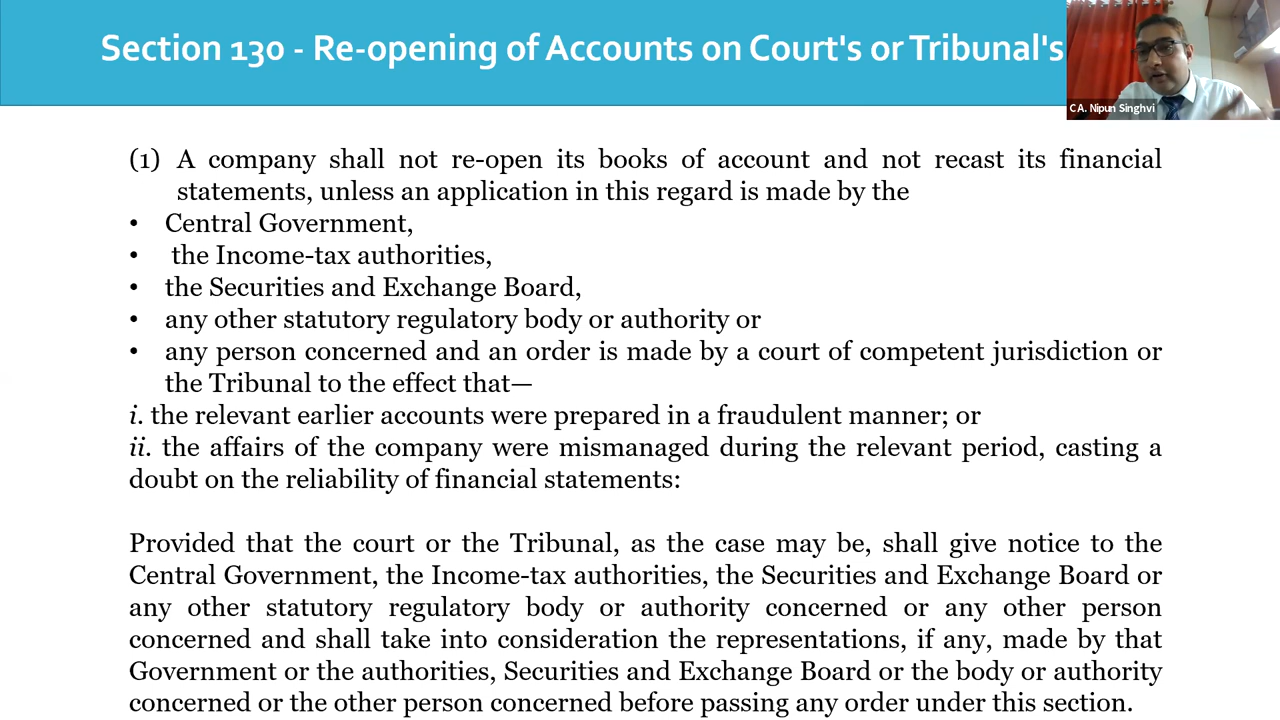 Section 130 - Re-opening of Accounts on Court's or Tribunal's
CA. Nipun Singhvi
(1) A company shall not re-open its books of account and not recast its financial
statements, unless an application in this regard is made by the
• Central Government,
• the Income-tax authorities,
• the Securities and Exchange Board,
• any other statutory regulatory body or authority or
• any person concerned and an order is made by a court of competent jurisdiction or
the Tribunal to the effect that—
i. the relevant earlier accounts were prepared in a fraudulent manner; or
ii. the affairs of the company were mismanaged during the relevant period, casting a
doubt on the reliability of financial statements:
Provided that the court or the Tribunal, as the case may be, shall give notice to the
Central Government, the Income-tax authorities, the Securities and Exchange Board or
any other statutory regulatory body or authority concerned or any other person
concerned and shall take into consideration the representations, if any, made by that
Government or the authorities, Securities and Exchange Board or the body or authority
concerned or the other person concerned before passing any order under this section.